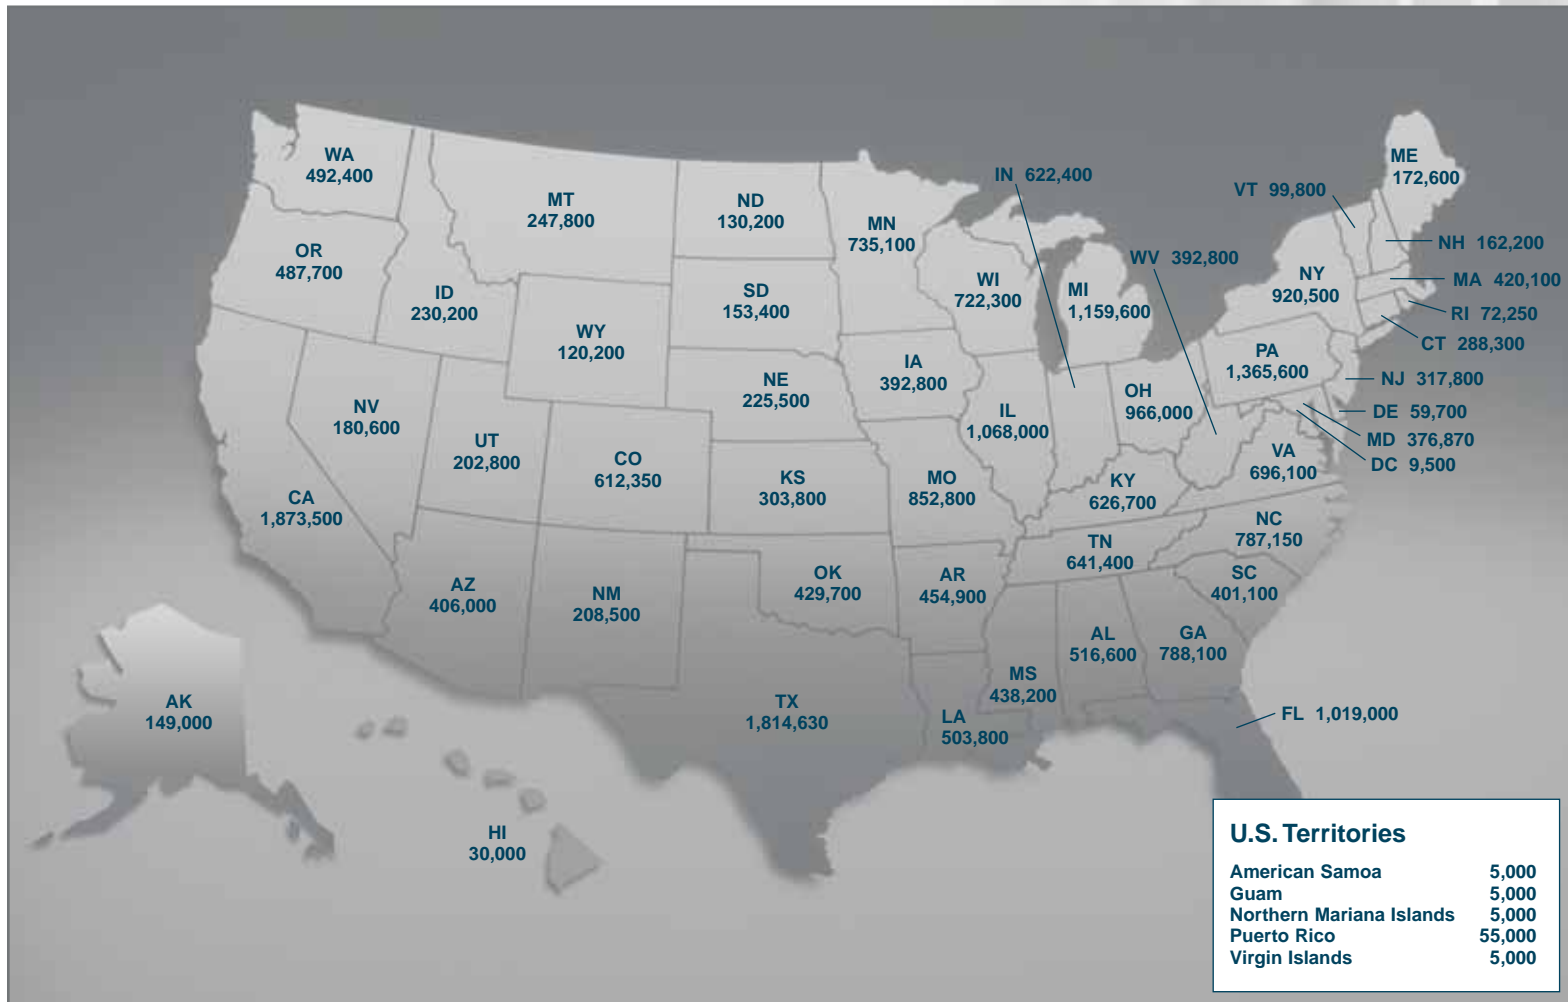 WA
492,400
OR
487,700
CA
1,873,500
NV
180,600
ID
230,200
MT
247,800
WY
120,200
UT
202,800
CO
612,350
AZ
406,000
NM
208,500
ND
130,200
SD
153,400
NE
225,500
KS
303,800
OK
429,700
TX
1,814,630
MN
735,100
IA
392,800
MO
852,800
AR
454,900
LA
503,800
WI
722,300
IL
1,068,000
MI
1,159,600
IN 622,400
OH
966,000
KY
626,700
TN
641,400
MS
438,200
AL
516,600
GA
788,100
FL 1,019,000
SC
401,100
NC
787,150
VA
696,100
WV 392,800
PA
1,365,600
NY
920,500
VT 99,800
ME
172,600
NH 162,200
MA 420,100
RI 72,250
CT 288,300
NJ 317,800
DE 59,700
MD 376,870
DC 9,500
AK
149,000
HI
30,000
U.S. Territories
American Samoa 5,000
Guam 5,000
Northern Mariana Islands 5,000
Puerto Rico 55,000
Virgin Islands 5,000